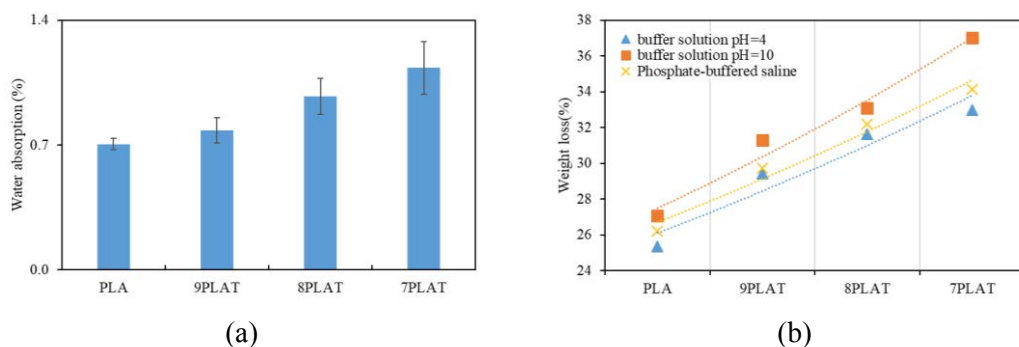 1.4
0.7
0.0
Water absorption (%)
PLA 9PLAT 8PLAT 7PLAT
(a)
38
36
34
32
30
28
26
24
Weight loss(%)
buffer solution pH=4
buffer solution pH=10
Phosphate-buffered saline
PLA 9PLAT 8PLAT 7PLAT
(b)